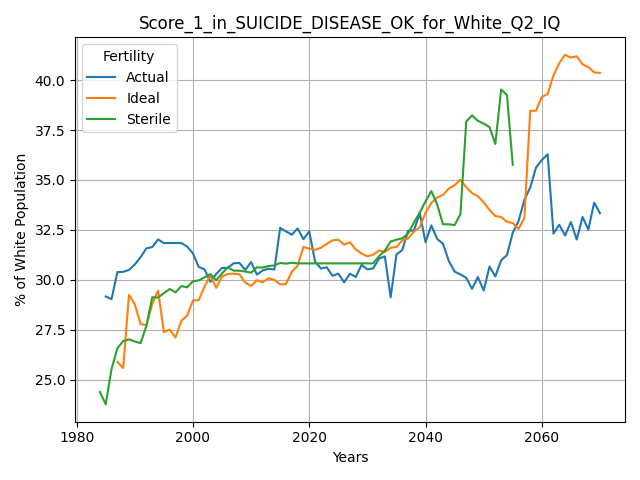 Score_1_in_SUICIDE_DISEASE_OK_for_White_Q2_IQ
Fertility
Actual
Ideal
Sterile
% of White Population
40.0
37.5
35.0
32.5
30.0
27.5
25.0
1980
2000
2020
2040
2060
Years